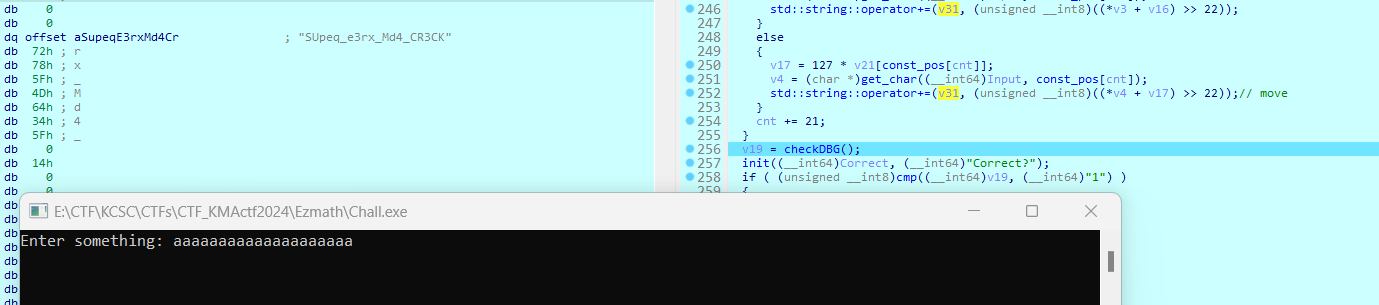 db 0
db 0
dq offset aSupeqE3rxMd4Cr ; "SUpeq_e3rx_Md4_CR3CK"
db 72h ; r
db 78h ; x
db 5Fh ; _
db 4Dh ; M
db 64h ; d
db 34h ; 4
db 5Fh ; _
db 0
db 14h
db 0
db 0
db
db
db
db
db
db
246 std::string::operator+=(v31, (unsigned __int8)((*v3 + v16) >> 22));
247 }
248 else
249 {
250 v17 = 127 * v21[const_pos[cnt]];
251 v4 = (char *)get_char((__int64)Input, const_pos[cnt]);
252 std::string::operator+=(v31, (unsigned __int8)((*v4 + v17) >> 22));// move
253 }
254 cnt += 21;
255 }
256 v19 = checkDBG();
257 init((__int64)Correct, (__int64)"Correct?");
258 if ( (unsigned __int8)cmp((__int64)v19, (__int64)"1") )
259 {
E:\CTF\KCSC\CTFs\CTF_KMActf2024\Ezmath\Chall.exe
Enter something: aaaaaaaaaaaaaaaaaaaa